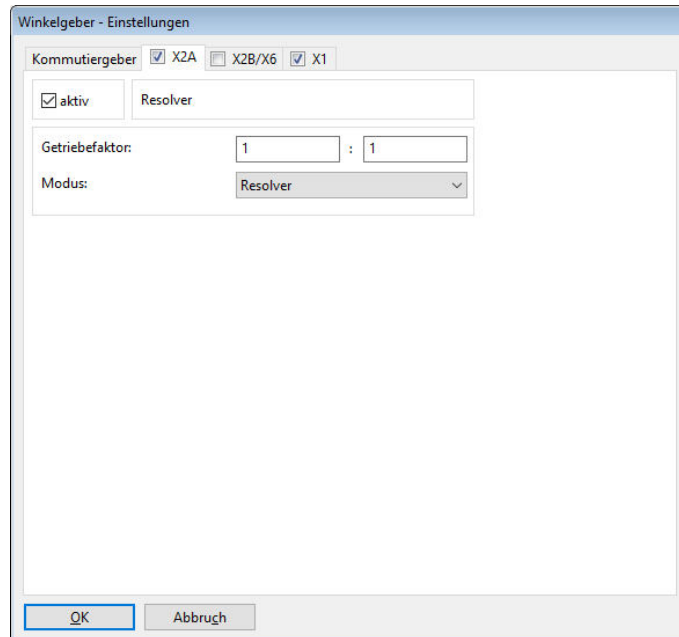 Winkelgeber - Einstellungen
Kommutiergeber X2A X2B/X6 X1
aktiv Resolver
Getriebefaktor: 1 : 1
Modus: Resolver
OK Abbruch